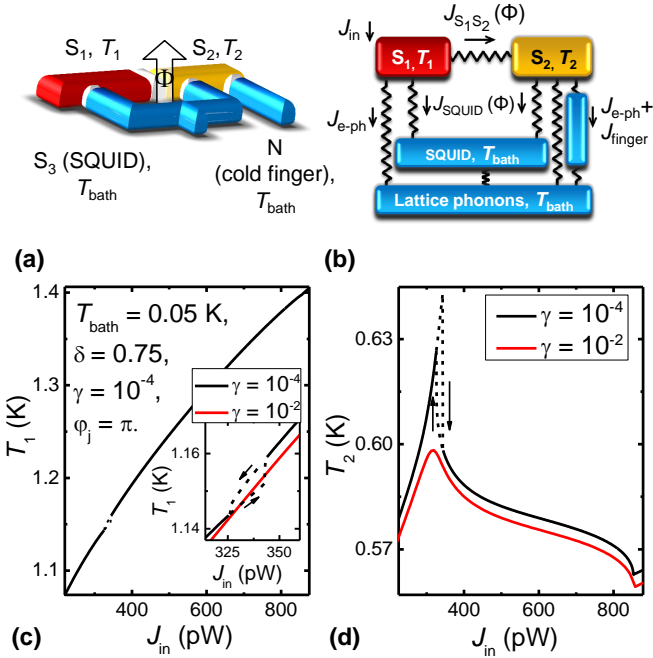 S1, T1
S2, T2
Φ
S3 (SQUID),
Tbath
N
(cold finger),
Tbath
(a)
Jin
JS1S2(Φ)
S1, T1
S2, T2
Je-ph
JSQUID(Φ)
Je-ph+
Jfinger
SQUID, Tbath
Lattice phonons, Tbath
(b)
1.4
1.3
1.2
1.1
T1 (K)
Tbath = 0.05 K,
δ = 0.75,
γ = 10-4,
φj = π.
γ = 10-4
γ = 10-2
1.16
1.14
T1 (K)
325
350
Jin (pW)
400
600
800
Jin (pW)
(c)
0.63
0.60
0.57
T2 (K)
γ = 10-4
γ = 10-2
400
600
800
Jin (pW)
(d)